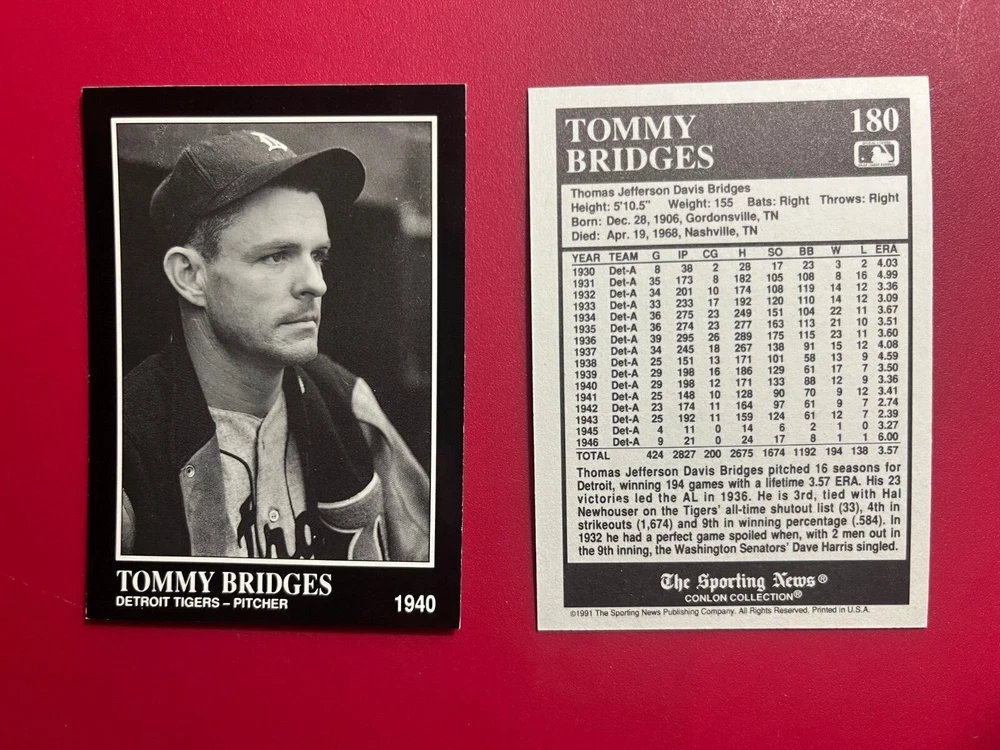 TOMMY BRIDGES
DETROIT TIGERS – PITCHER
1940
TOMMY
BRIDGES
180
Thomas Jefferson Davis Bridges
Height: 5'10.5" Weight: 155 Bats: Right Throws: Right
Born: Dec. 28, 1906, Gordonsville, TN
Died: Apr. 19, 1968, Nashville, TN
YEAR TEAM G IP CG H SO BB W L ERA
1930 Det-A 8 38 2 28 17 23 3 2 4.03
1931 Det-A 35 173 8 182 105 108 8 16 4.99
1932 Det-A 34 201 10 174 108 119 14 12 3.36
1933 Det-A 33 233 17 192 120 110 14 12 3.09
1934 Det-A 36 275 23 249 151 104 22 11 3.67
1935 Det-A 36 274 23 277 163 113 21 10 3.51
1936 Det-A 39 295 26 289 175 115 23 11 3.60
1937 Det-A 34 245 18 267 138 91 15 12 4.08
1938 Det-A 25 151 13 171 101 58 13 9 4.59
1939 Det-A 29 198 16 186 129 61 17 7 3.50
1940 Det-A 29 198 12 171 133 88 12 9 3.36
1941 Det-A 25 148 10 128 90 70 9 12 3.41
1942 Det-A 23 174 11 164 97 61 9 7 2.74
1943 Det-A 25 192 11 159 124 61 12 7 2.39
1945 Det-A 4 11 0 14 6 2 1 0 3.27
1946 Det-A 9 21 0 24 17 8 1 1 6.00
TOTAL 424 2827 200 2675 1674 1192 194 138 3.57
Thomas Jefferson Davis Bridges pitched 16 seasons for
Detroit, winning 194 games with a lifetime 3.57 ERA. His 23
victories led the AL in 1936. He is 3rd, tied with Hal
Newhouser on the Tigers' all-time shutout list (33), 4th in
strikeouts (1,674) and 9th in winning percentage (.584). In
1932 he had a perfect game spoiled when, with 2 men out in
the 9th inning, the Washington Senators' Dave Harris singled.
The Sporting News®
CONLON COLLECTION®
©1991 The Sporting News Publishing Company. All Rights Reserved. Printed in U.S.A.